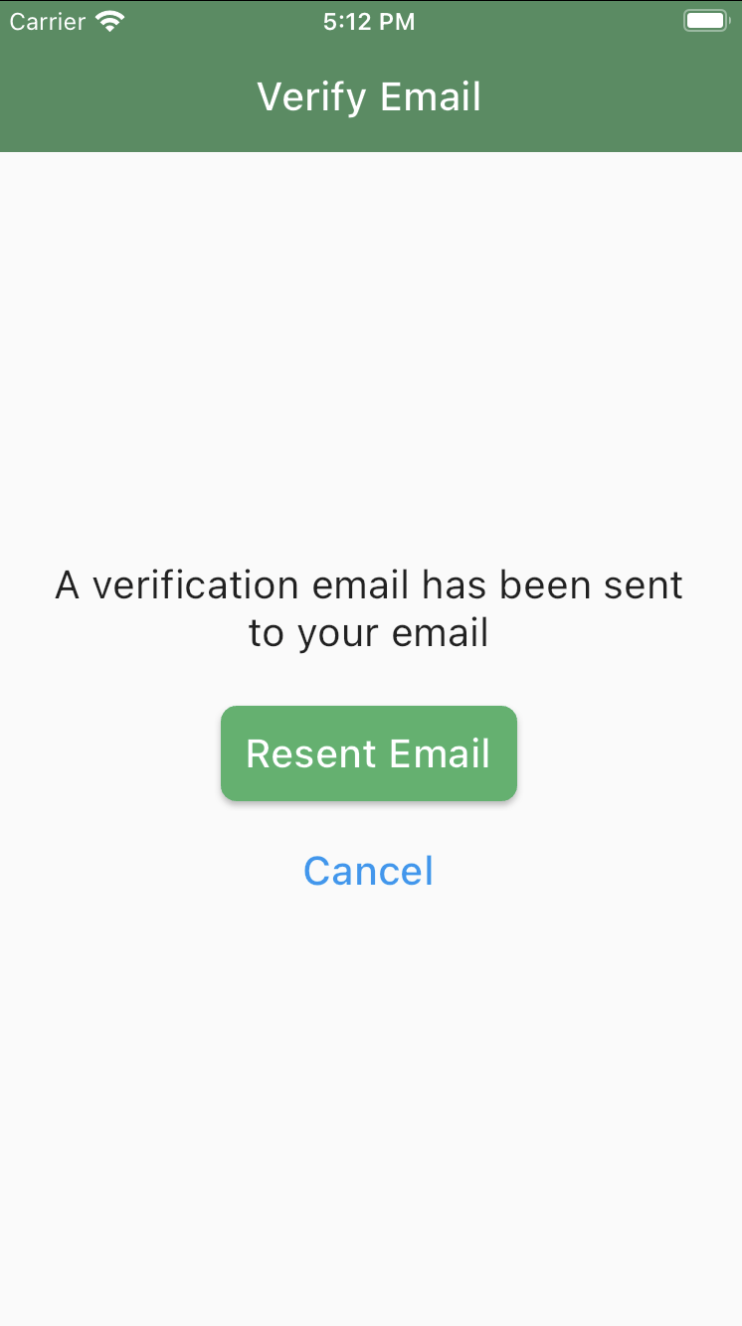 Carrier 5:12 PM
Verify Email
A verification email has been sent
to your email
Resent Email
Cancel